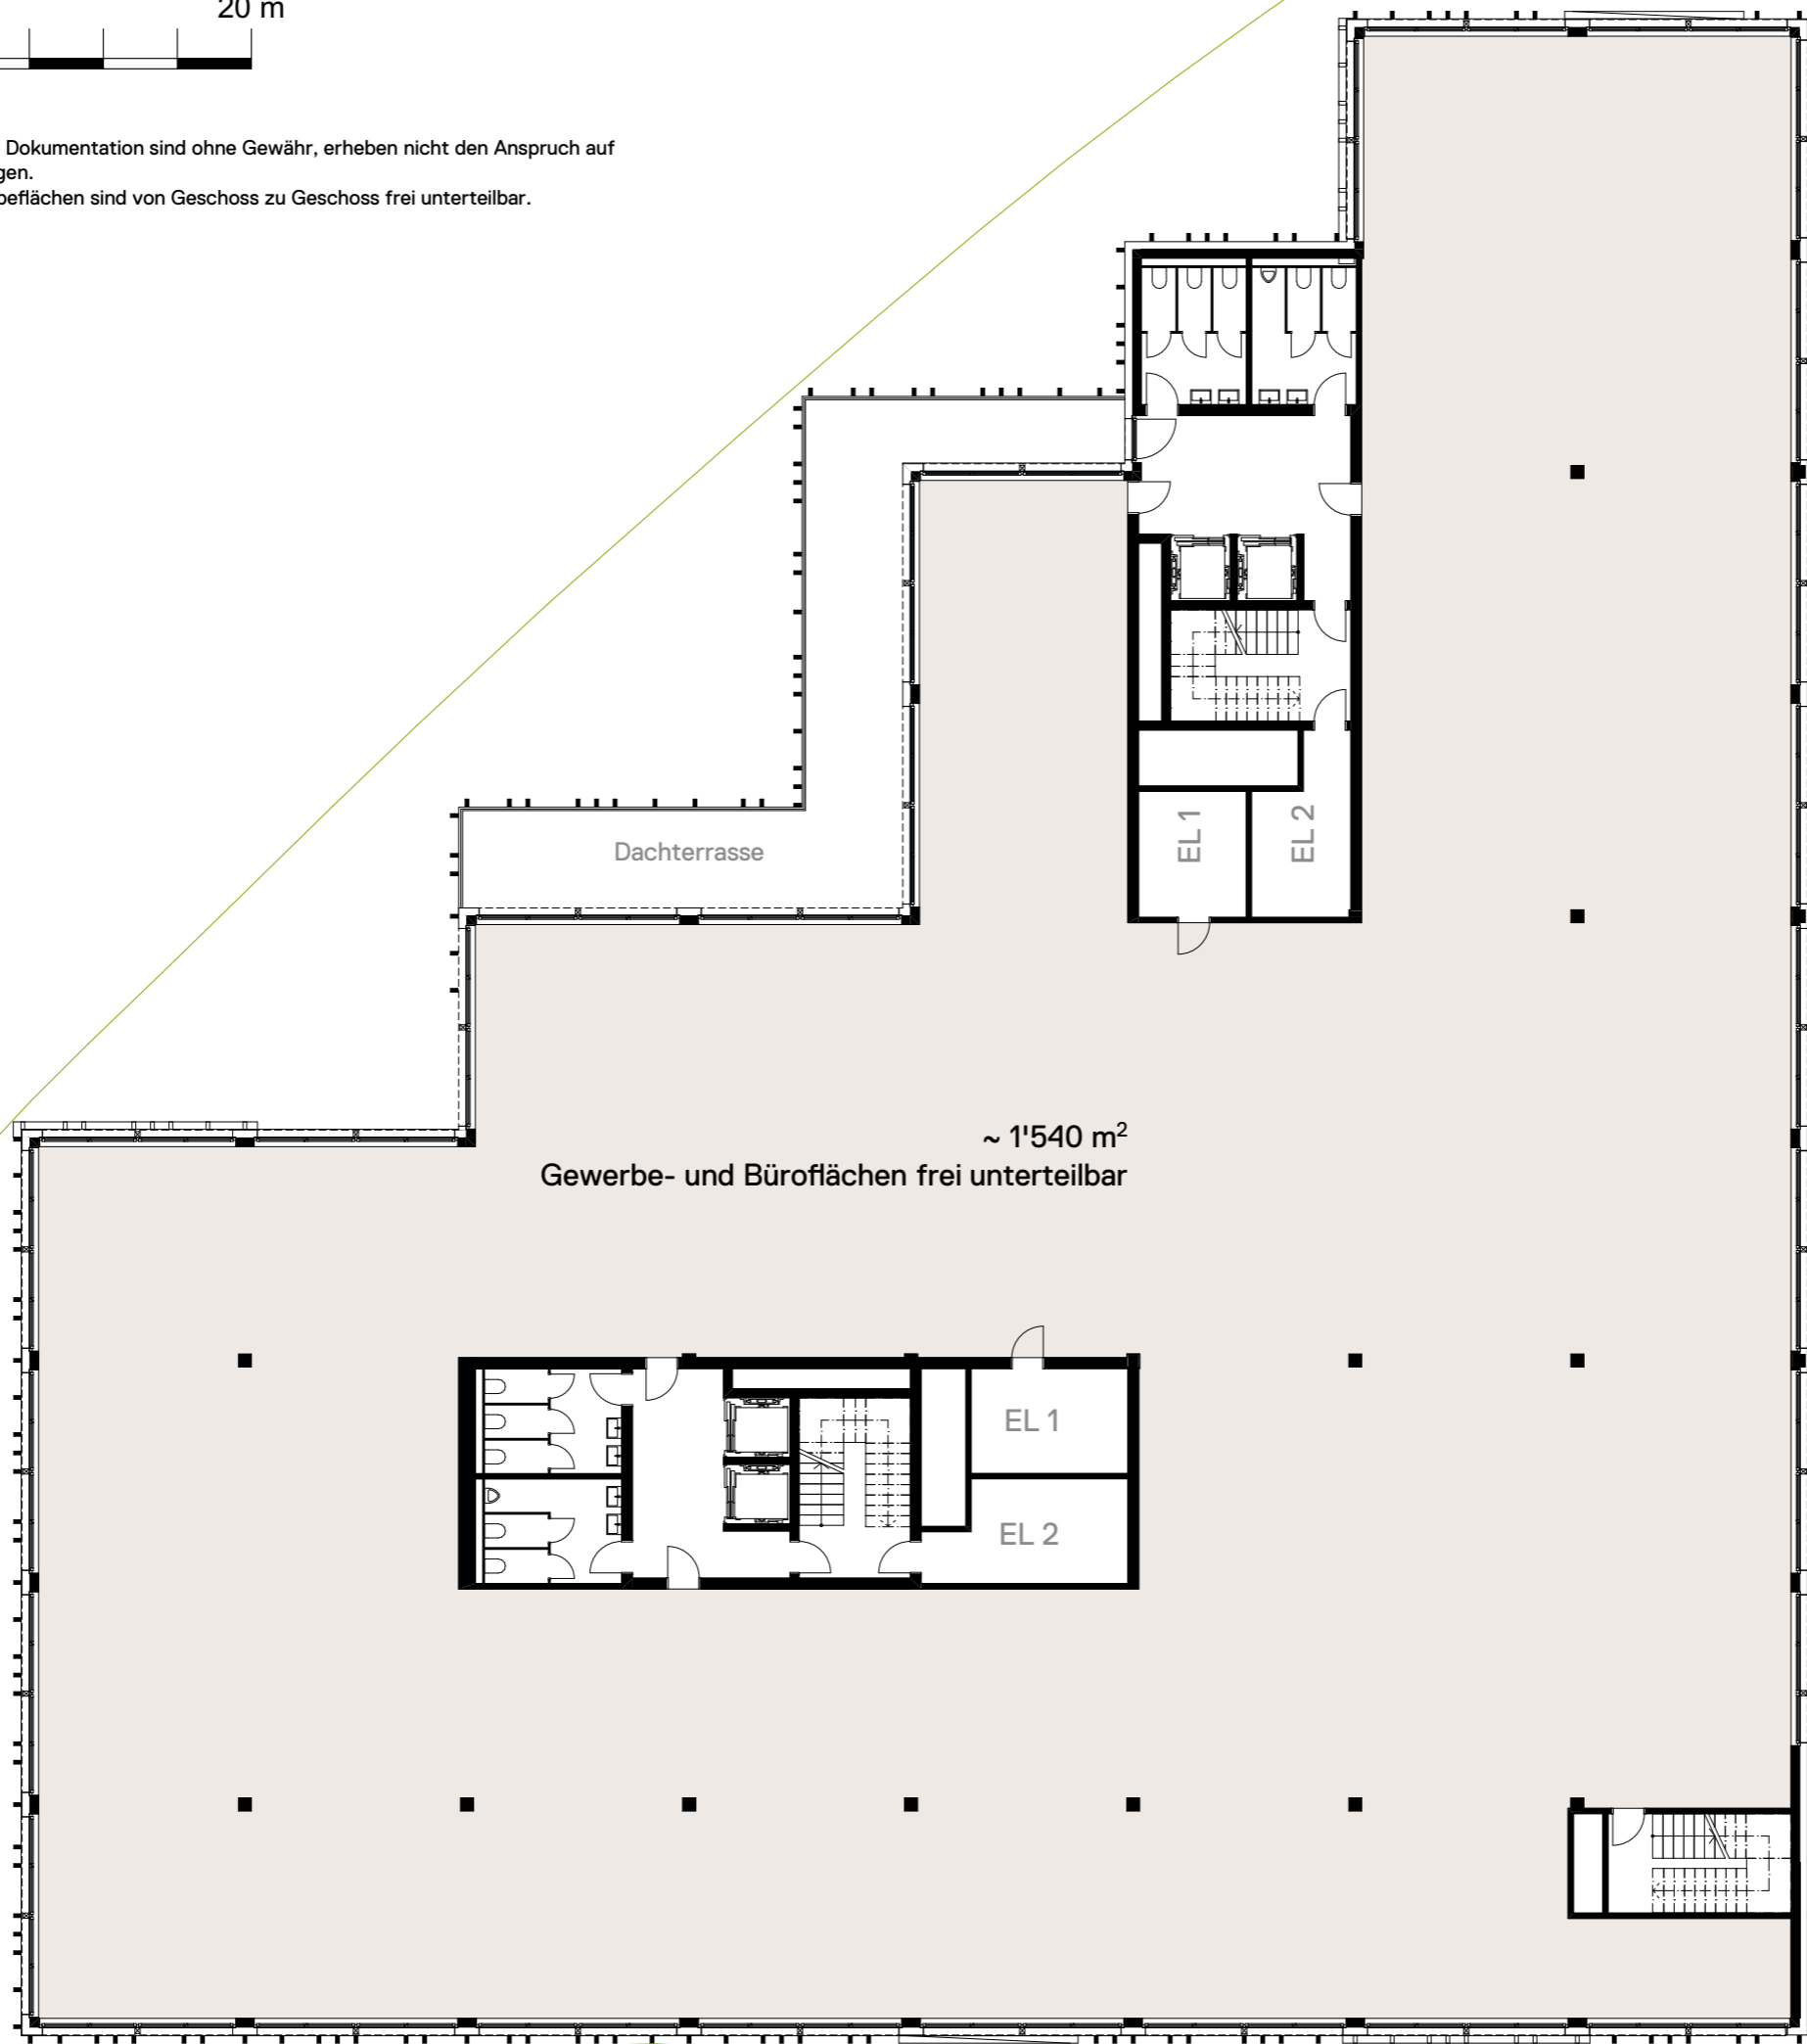 20 m
Dokumentation sind ohne Gewähr, erheben nicht den Anspruch auf
gen.
beflächen sind von Geschoss zu Geschoss frei unterteilbar.
EL 1
EL 2
Dachterrasse
~ 1'540 m²
Gewerbe- und Büroflächen frei unterteilbar
EL 1
EL 2